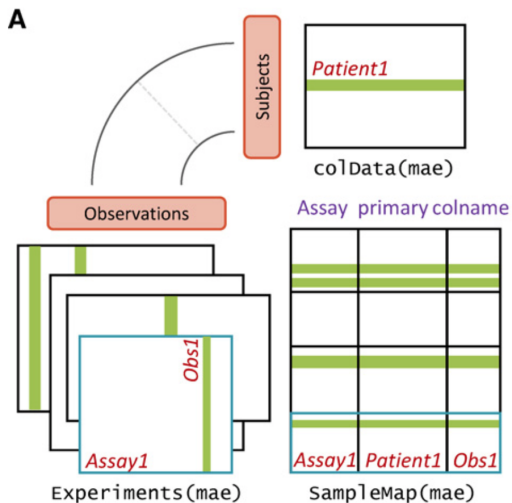 A
Subjects
Patient1
colData(mae)
Observations
Assay primary colname
Obs1
Assay1
Experiments(mae)
Assay1 Patient1 Obs1
SampleMap(mae)